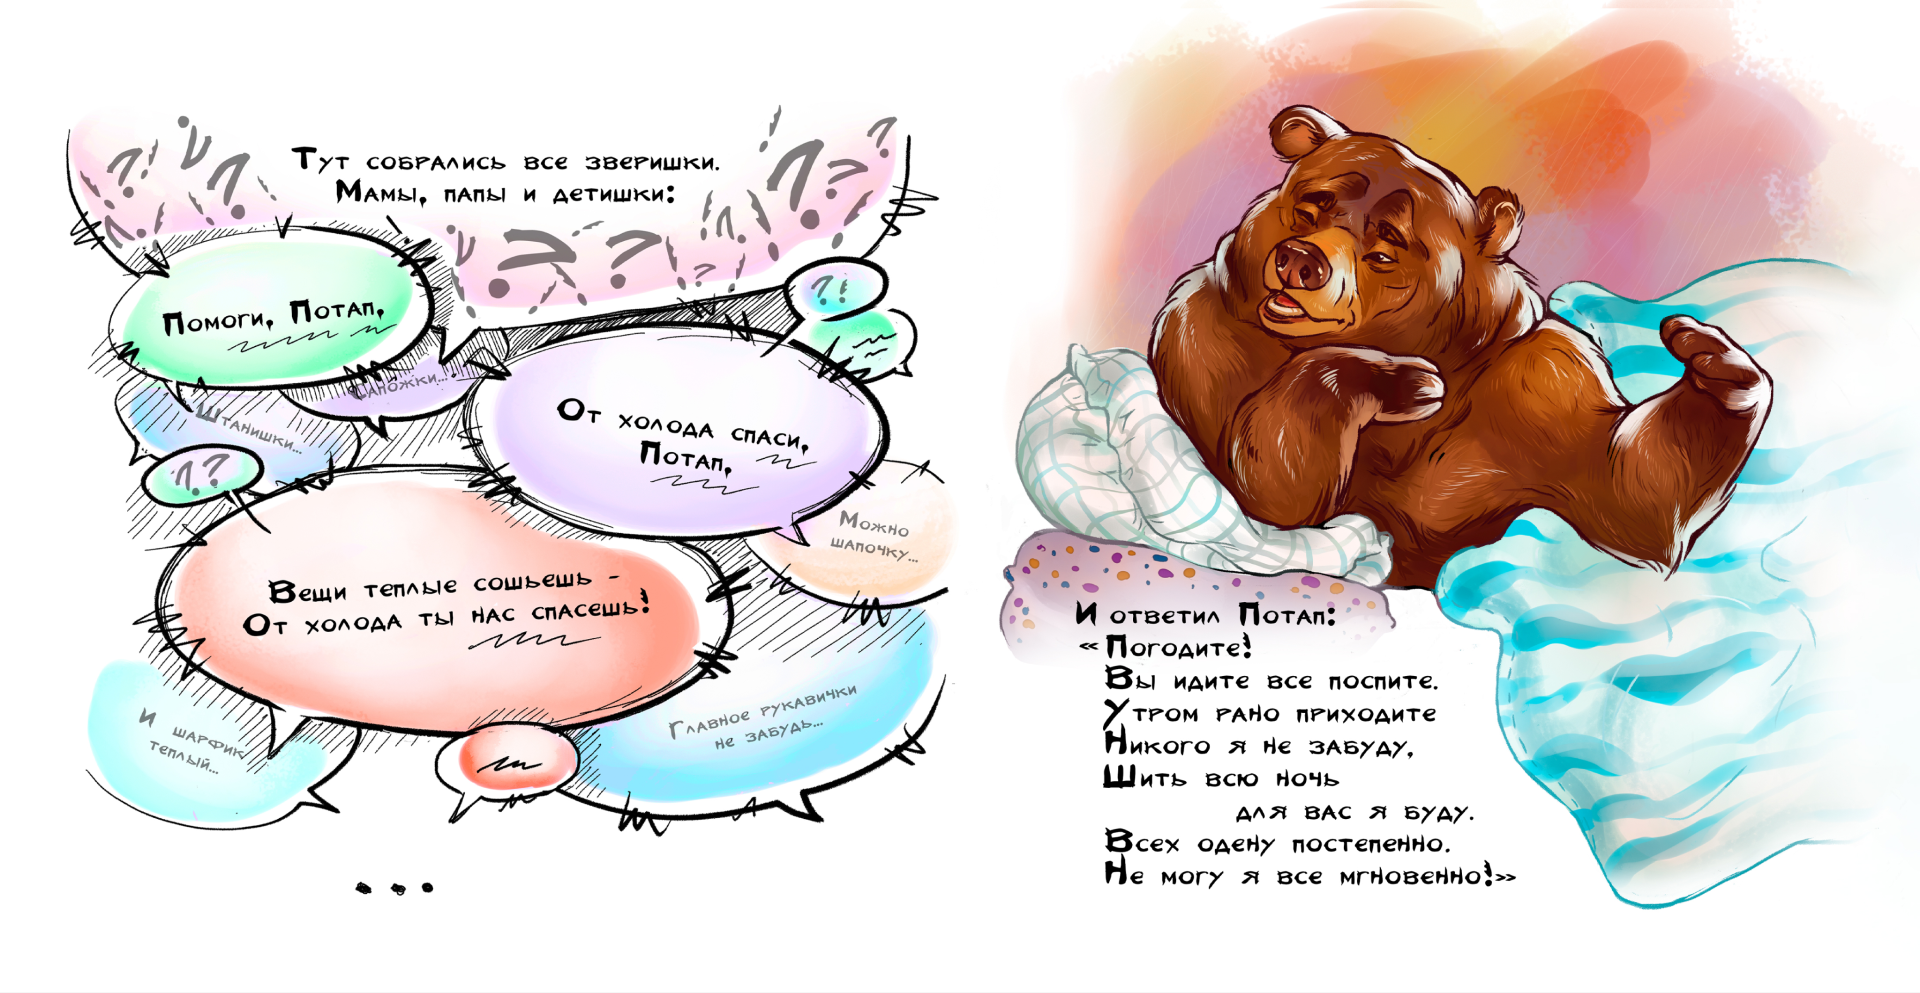 Тут собрались все зверишки.
Мамы, папы и детишки:
Помоги, Потап,
Сапожки...
Штанишки...
От холода спаси,
Потап,
Можно
шапочку...
Вещи теплые сошьешь -
От холода ты нас спасешь!
И шарфик
теплый...
Главное рукавички
не забудь...
...
И ответил Потап:
«Погодите!
Вы идите все поспите.
Утром рано приходите
Никого я не забуду,
Шить всю ночь
для вас я буду.
Всех одену постепенно.
Не могу я все мгновенно!»